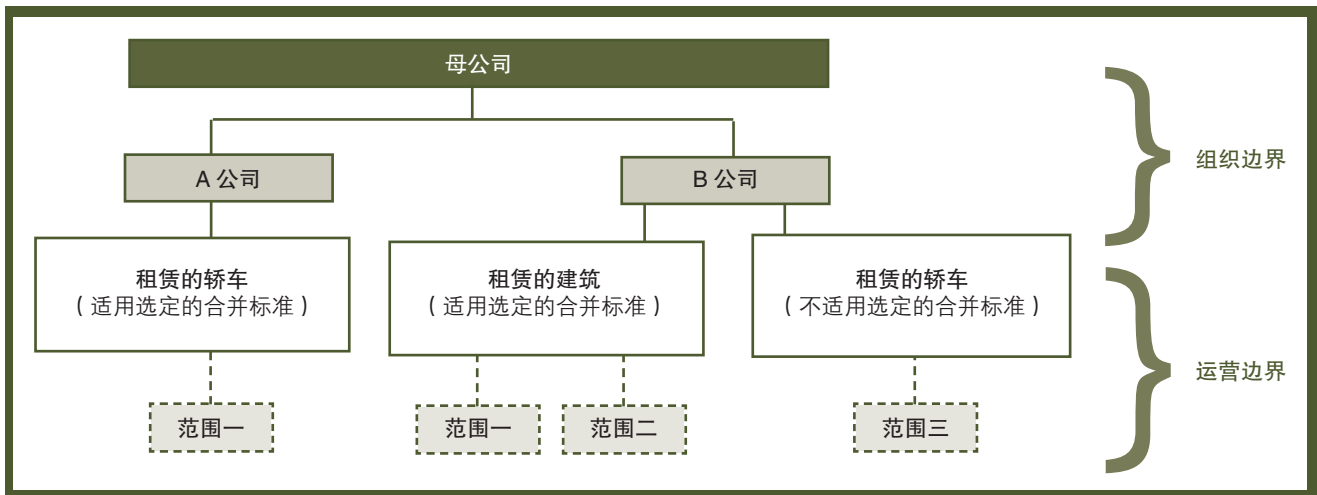 母公司
组织边界
A 公司
B 公司
租赁的轿车
（适用选定的合并标准）
租赁的建筑
（适用选定的合并标准）
租赁的轿车
（不适用选定的合并标准）
运营边界
范围一
范围一
范围二
范围三